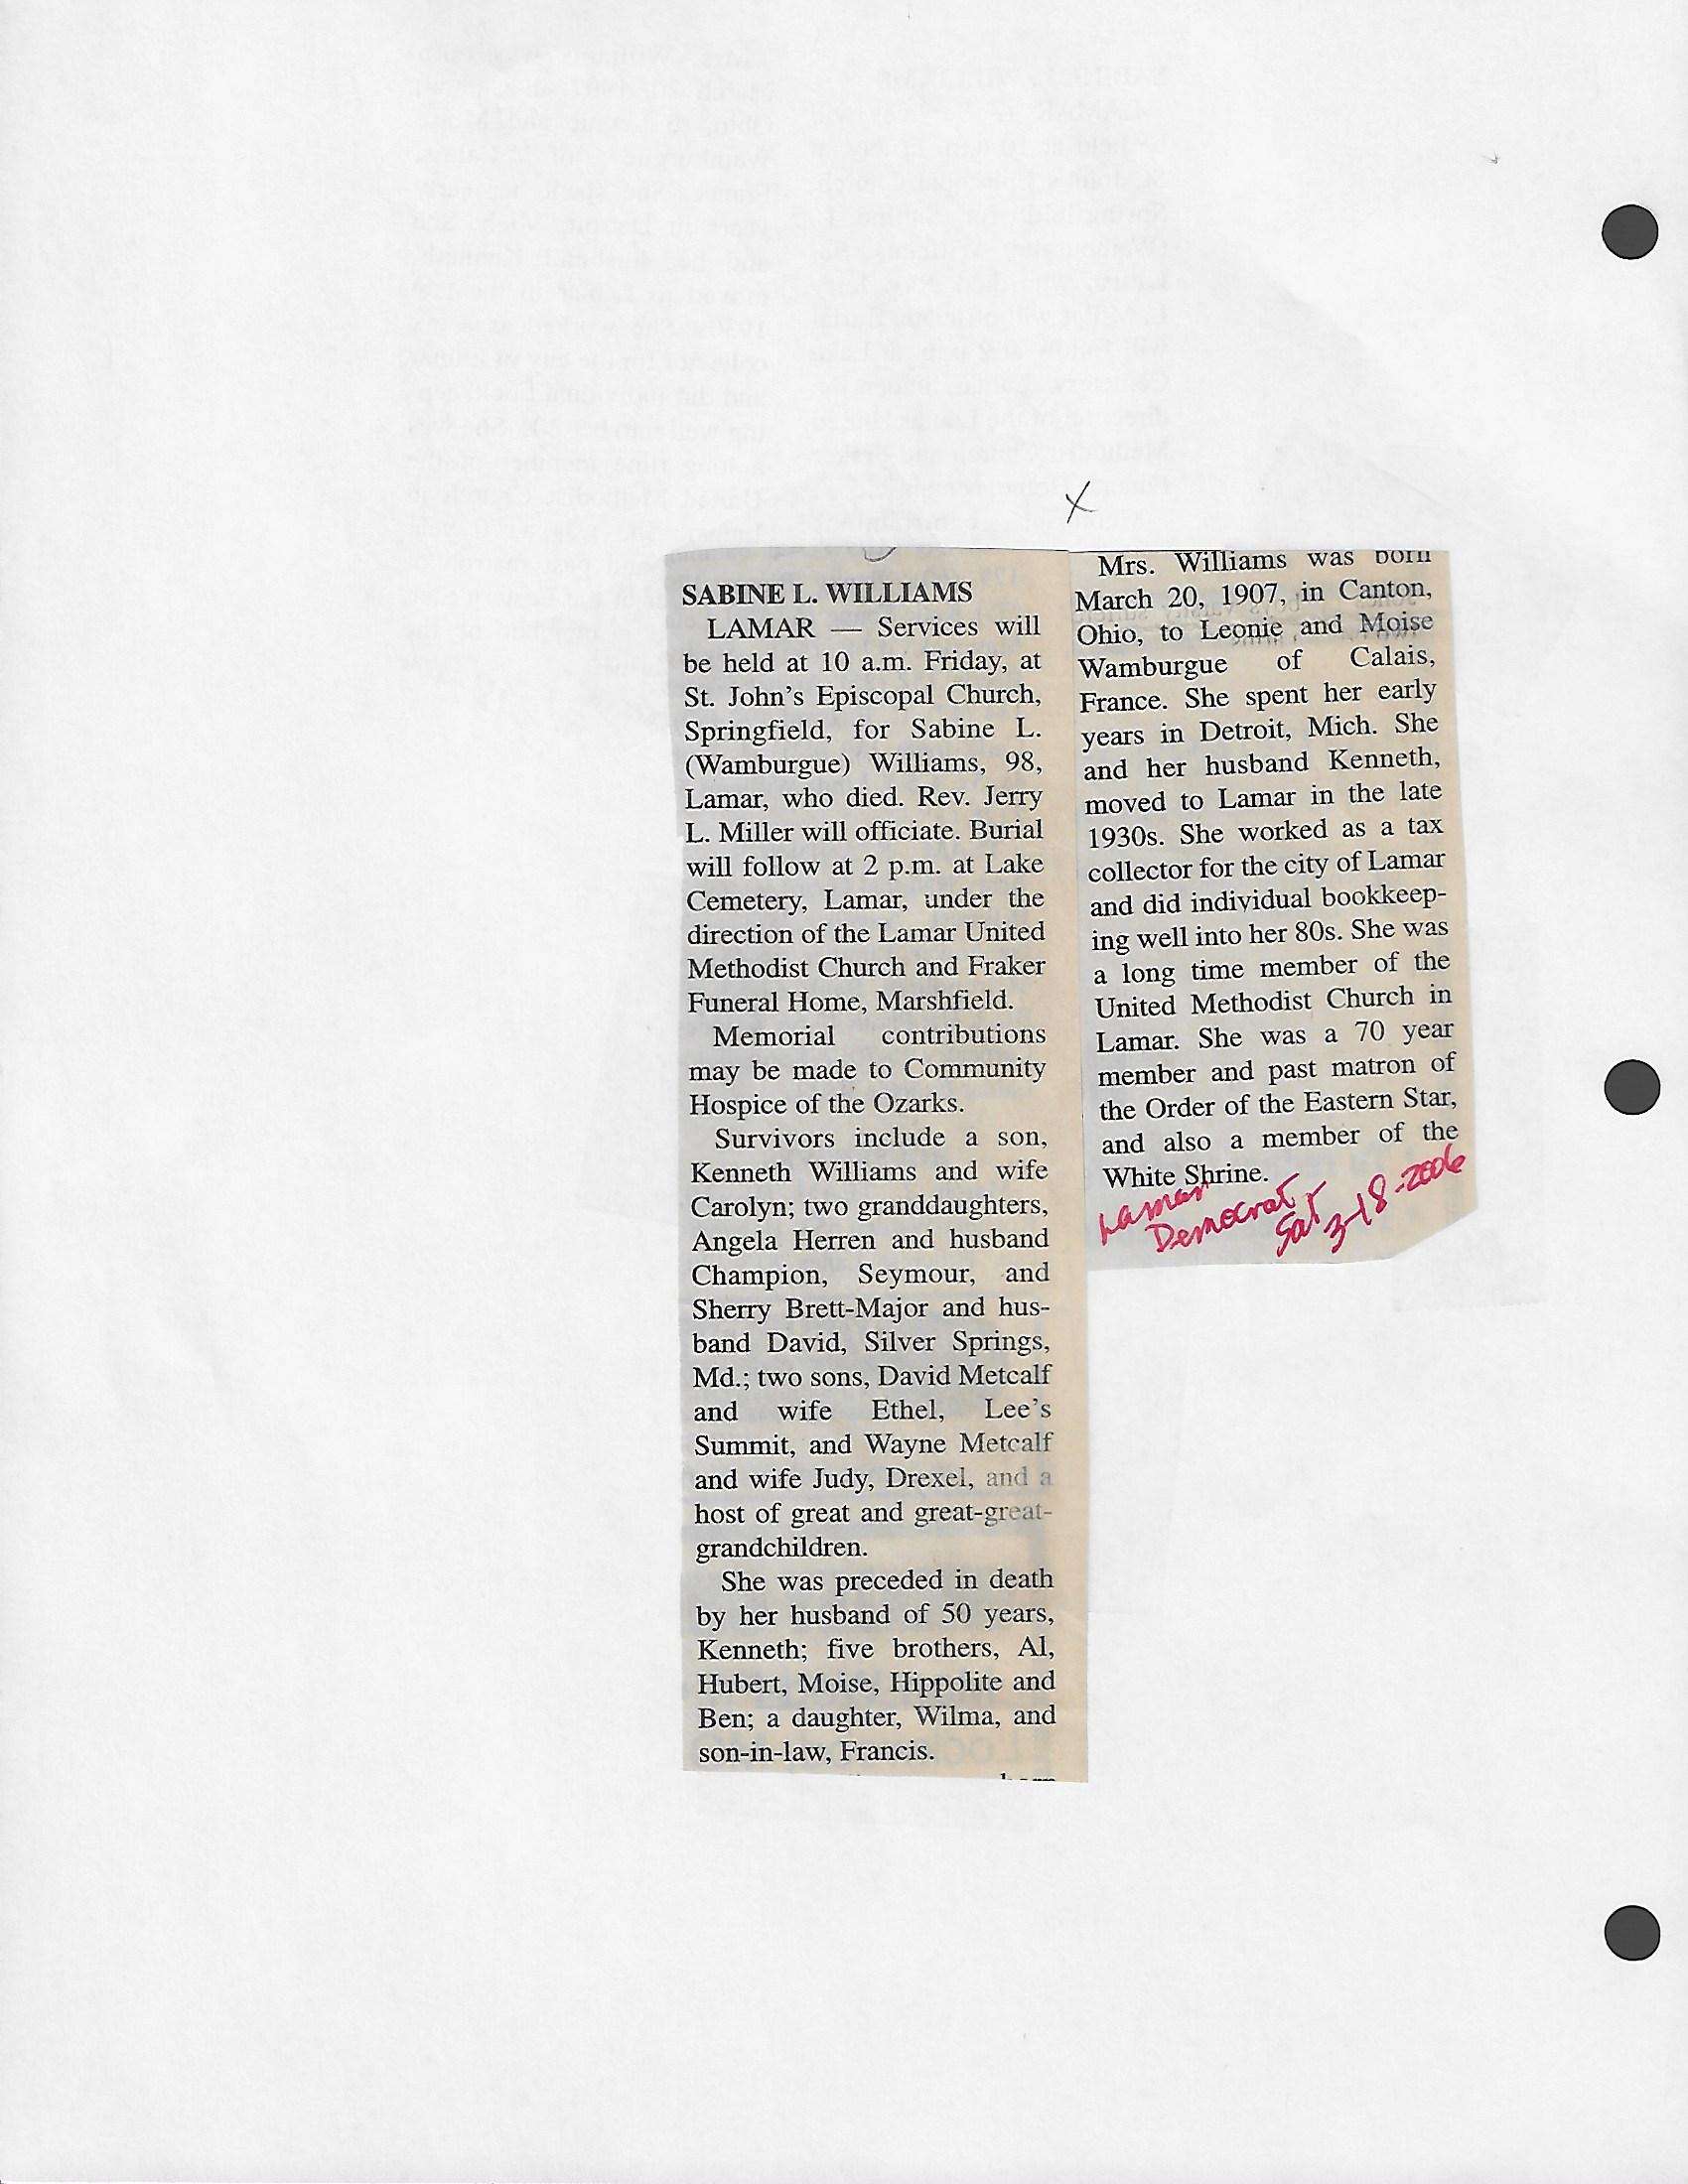 X
SABINE L. WILLIAMS
LAMAR — Services will
be held at 10 a.m. Friday, at
St. John's Episcopal Church,
Springfield, for Sabine L.
(Wamburgue) Williams, 98,
Lamar, who died. Rev. Jerry
L. Miller will officiate. Burial
will follow at 2 p.m. at Lake
Cemetery, Lamar, under the
direction of the Lamar United
Methodist Church and Fraker
Funeral Home, Marshfield.
Memorial contributions
may be made to Community
Hospice of the Ozarks.
Survivors include a son,
Kenneth Williams and wife
Carolyn; two granddaughters,
Angela Herren and husband
Champion, Seymour, and
Sherry Brett-Major and hus-
band David, Silver Springs,
Md.; two sons, David Metcalf
and wife Ethel, Lee's
Summit, and Wayne Metcalf
and wife Judy, Drexel, and a
host of great and great-great-
grandchildren.
She was preceded in death
by her husband of 50 years,
Kenneth; five brothers, Al,
Hubert, Moise, Hippolite and
Ben; a daughter, Wilma, and
son-in-law, Francis.
Mrs. Williams was born
March 20, 1907, in Canton,
Ohio, to Leonie and Moise
Wamburgue of Calais,
France. She spent her early
years in Detroit, Mich. She
and her husband Kenneth,
moved to Lamar in the late
1930s. She worked as a tax
collector for the city of Lamar
and did individual bookkeep-
ing well into her 80s. She was
a long time member of the
United Methodist Church in
Lamar. She was a 70 year
member and past matron of
the Order of the Eastern Star,
and also a member of the
White Shrine.
Lamar
Democrat
Sat
3-18-2006